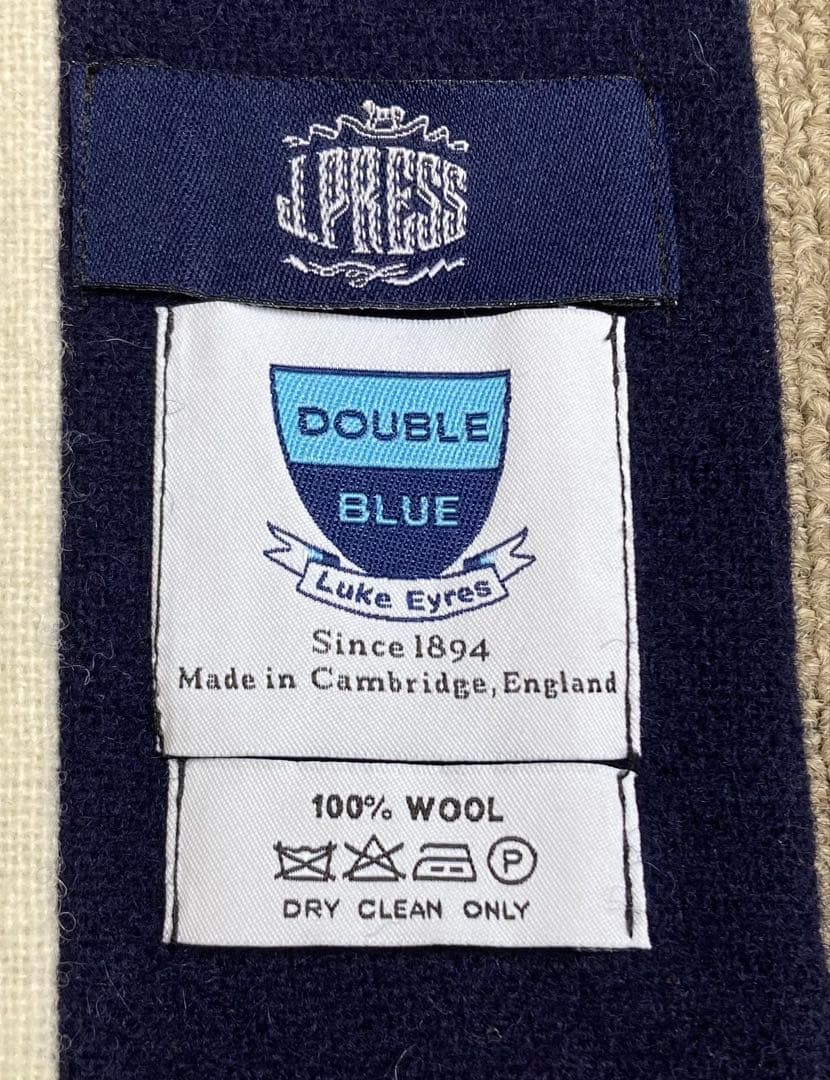 J.PRESS
DOUBLE
BLUE
Luke Eyres
Since 1894
Made in Cambridge, England
100% WOOL
P
DRY CLEAN ONLY